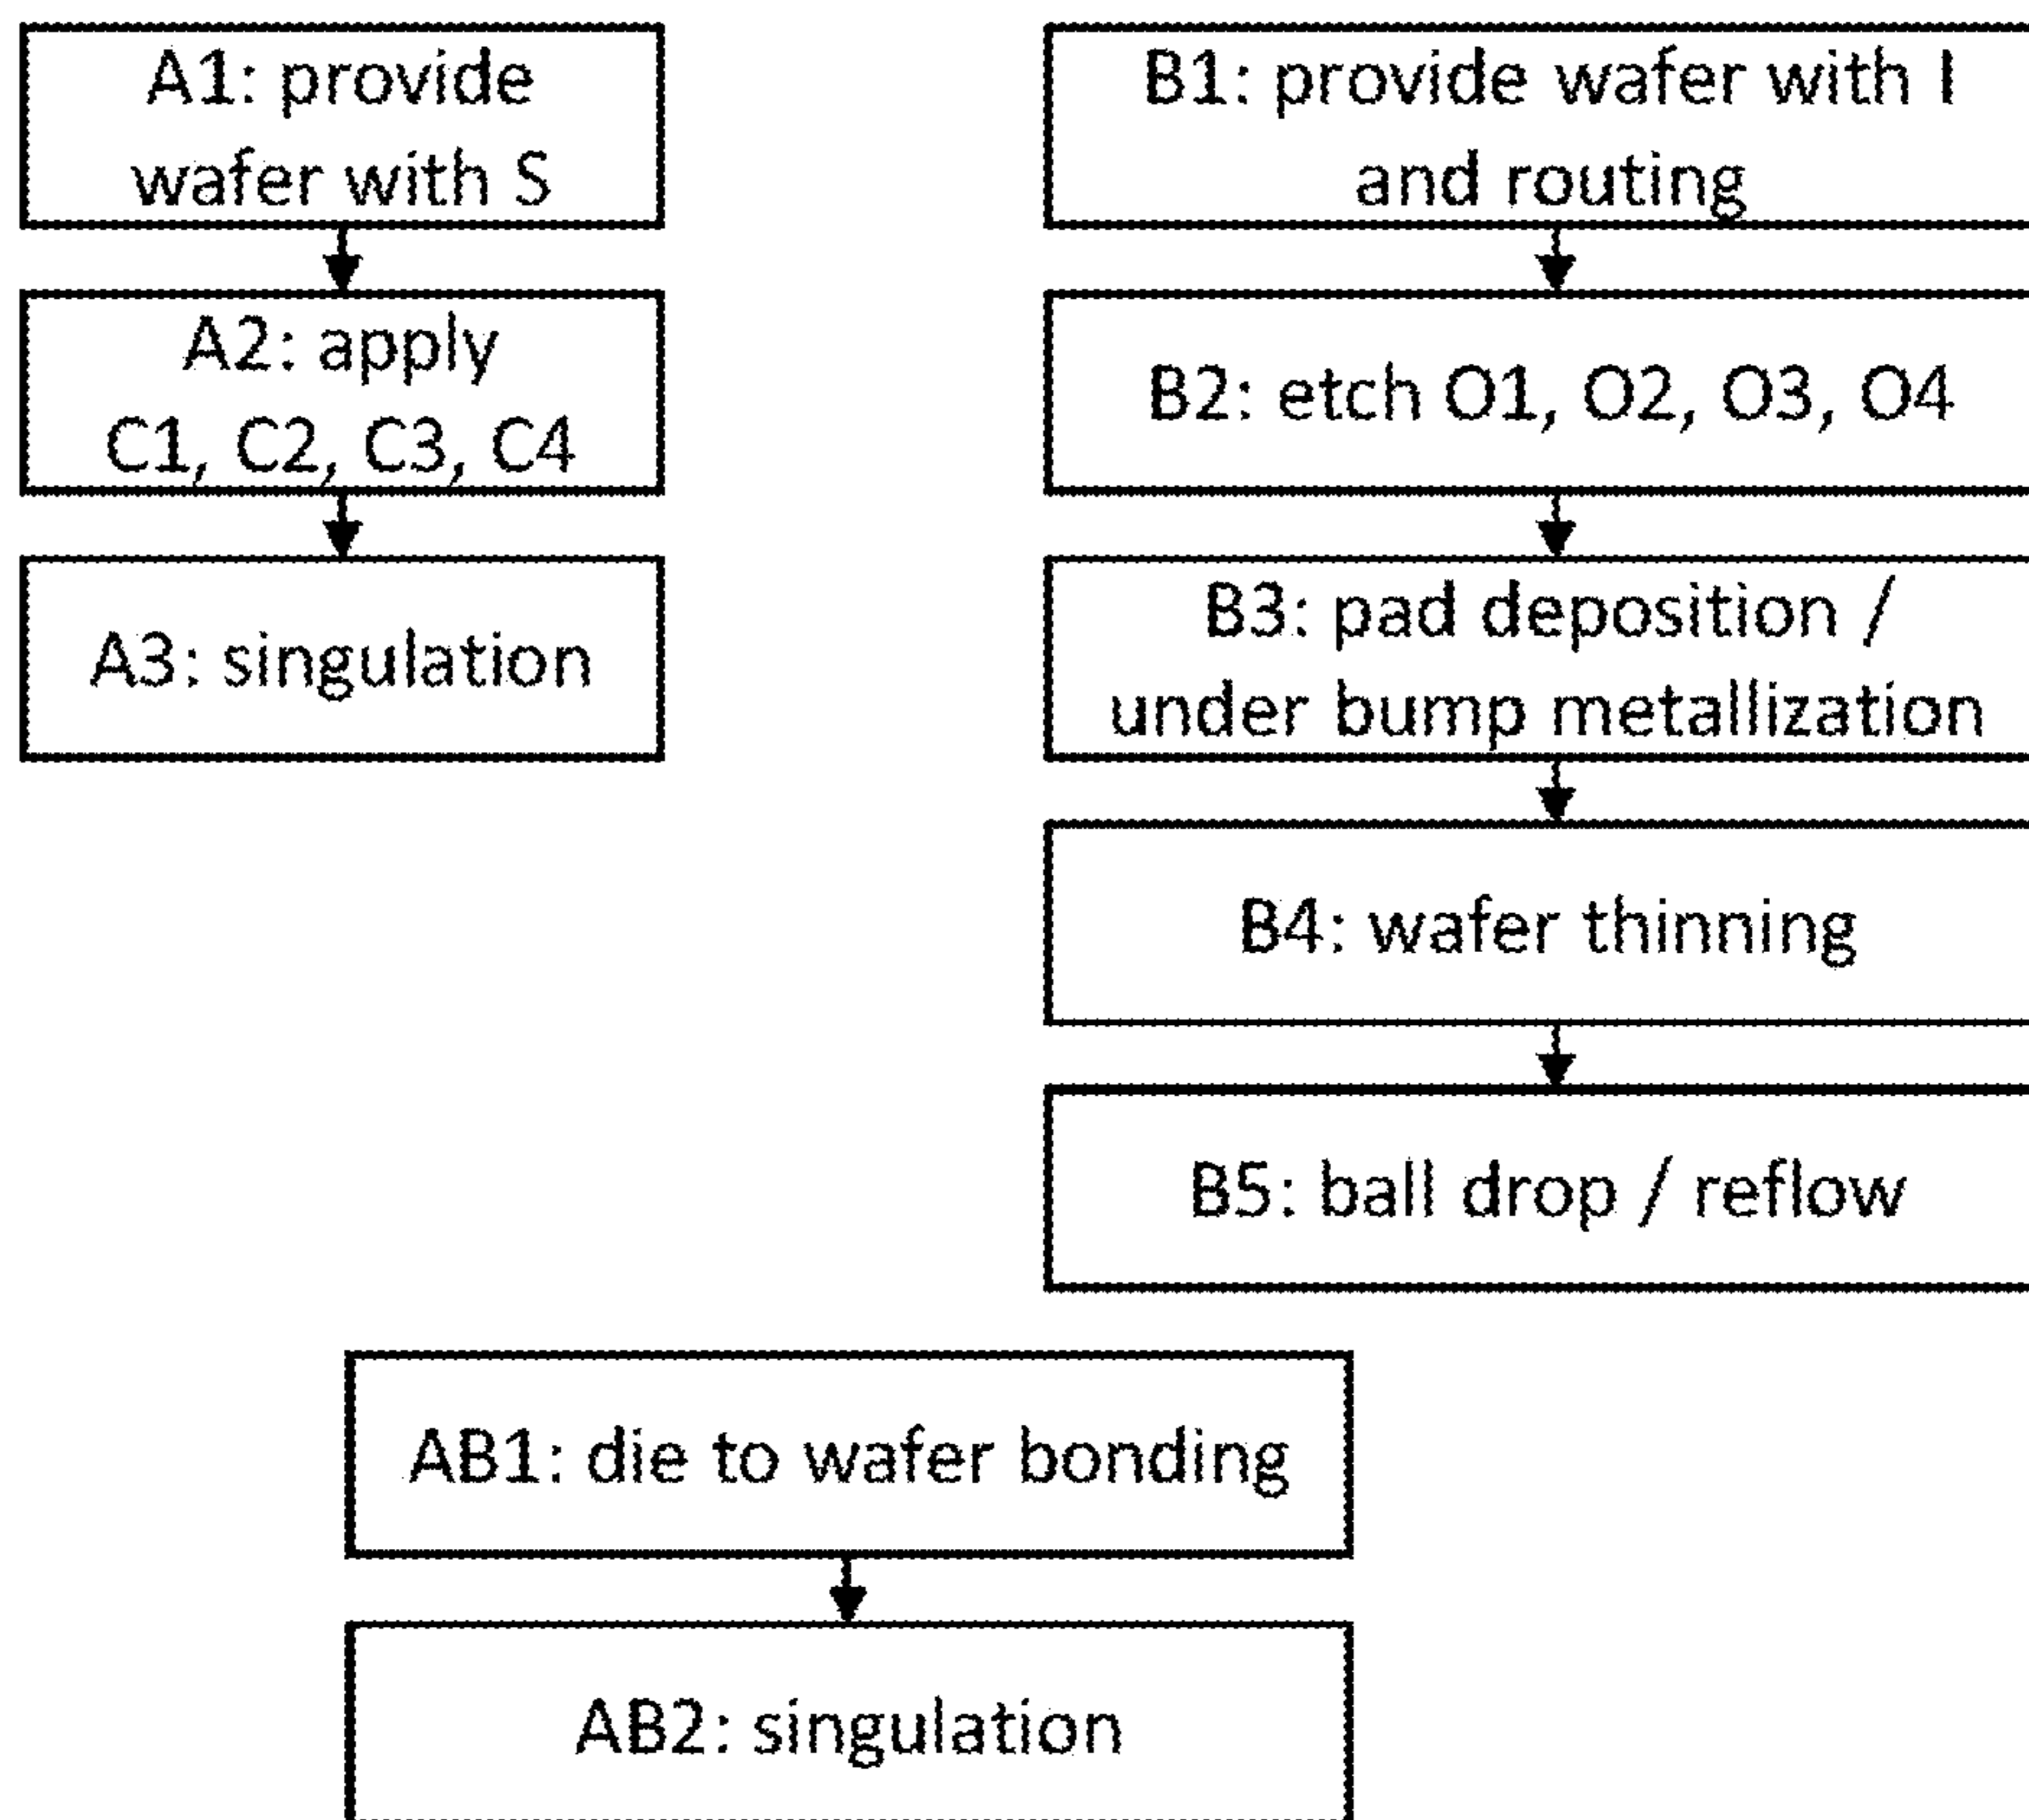 A1: provide
wafer with S
A2: apply
C1, C2, C3, C4
A3: singulation
B1: provide wafer with I
and routing
B2: etch O1, O2, O3, O4
B3: pad deposition /
under bump metallization
B4: wafer thinning
B5: ball drop / reflow
AB1: die to wafer bonding
AB2: singulation